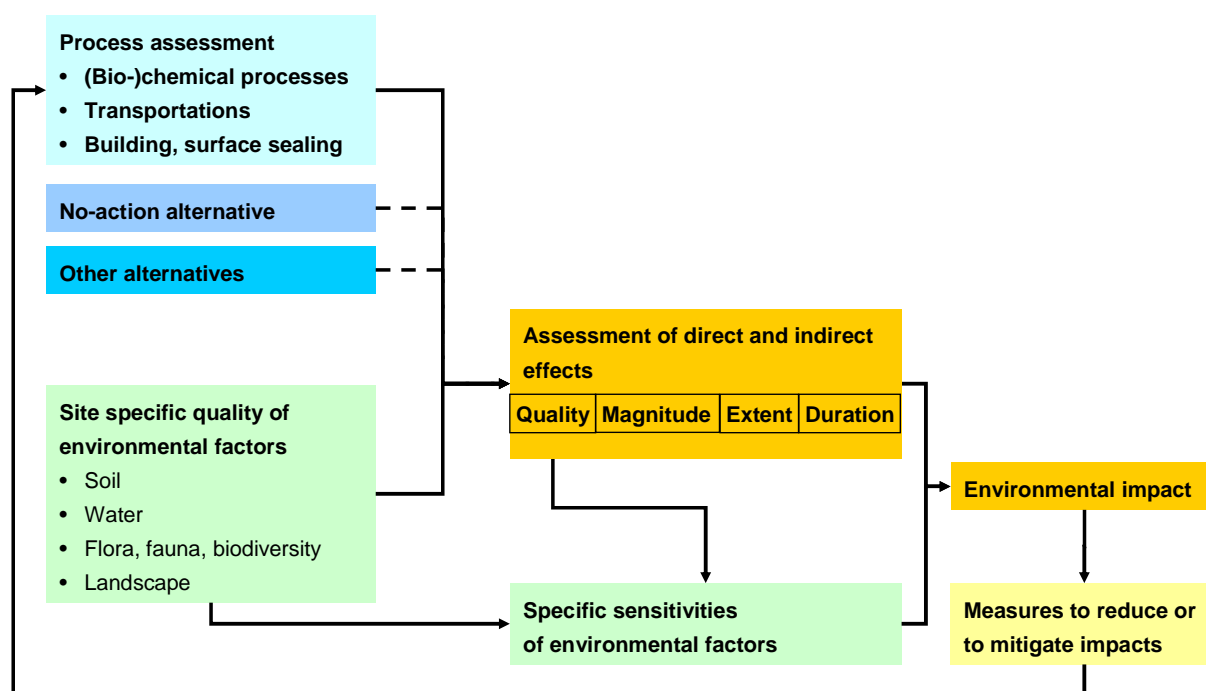 Process assessment
• (Bio-)chemical processes
• Transportations
• Building, surface sealing
No-action alternative
Other alternatives
Assessment of direct and indirect
effects
Quality Magnitude Extent Duration
Site specific quality of
environmental factors
• Soil
• Water
• Flora, fauna, biodiversity
• Landscape
Environmental impact
Specific sensitivities
of environmental factors
Measures to reduce or
to mitigate impacts